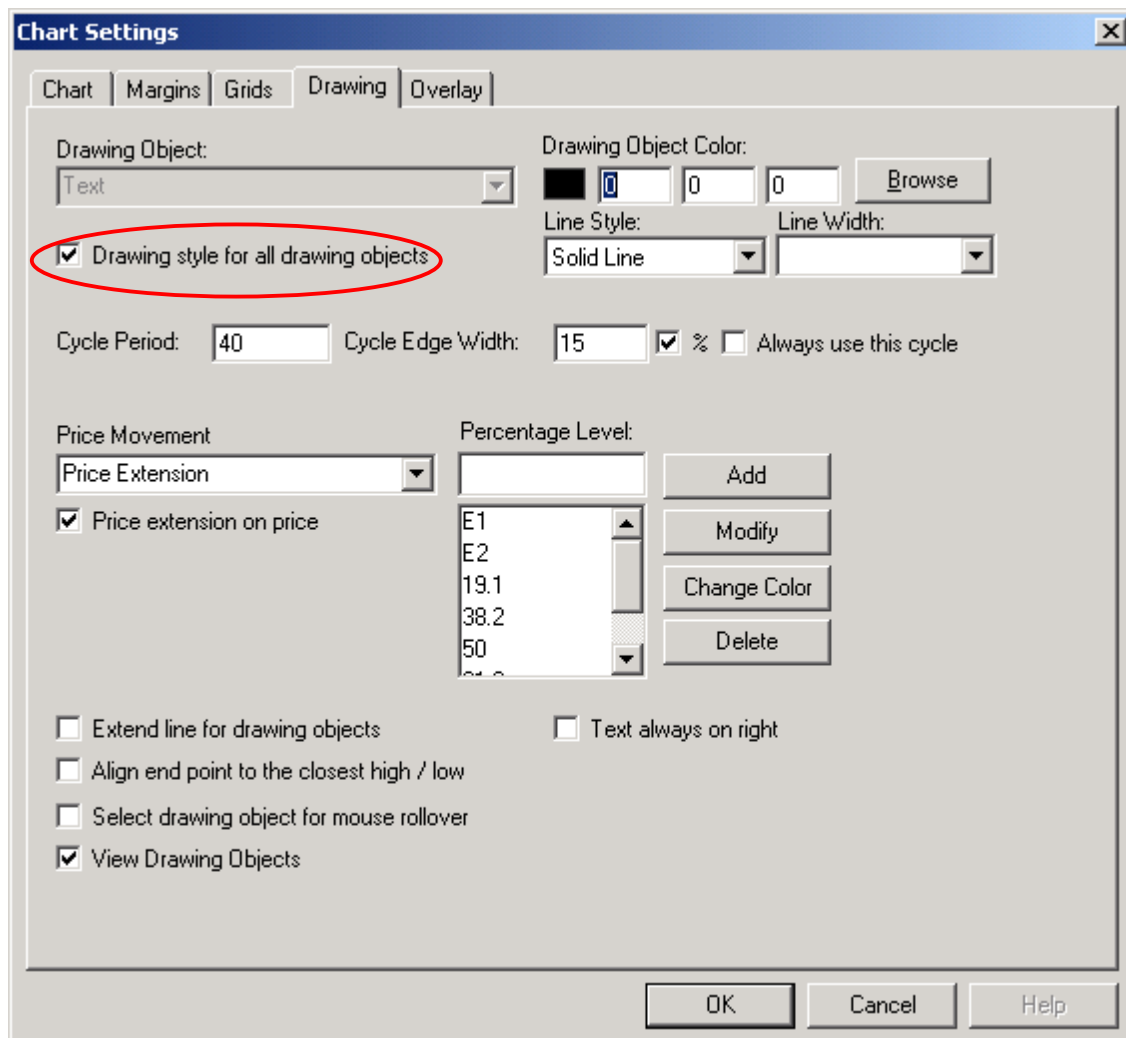 Chart Settings
Chart Margins Grids Drawing Overlay
Drawing Object:
Drawing Object Color:
Text
0 0 0 Browse
Line Style: Line Width:
Drawing style for all drawing objects
Solid Line
Cycle Period: 40 Cycle Edge Width: 15 % Always use this cycle
Price Movement
Percentage Level:
Price Extension
Add
Price extension on price
E1
E2
19.1
38.2
50
Modify
Change Color
Delete
Extend line for drawing objects
Text always on right
Align end point to the closest high / low
Select drawing object for mouse rollover
View Drawing Objects
OK Cancel Help